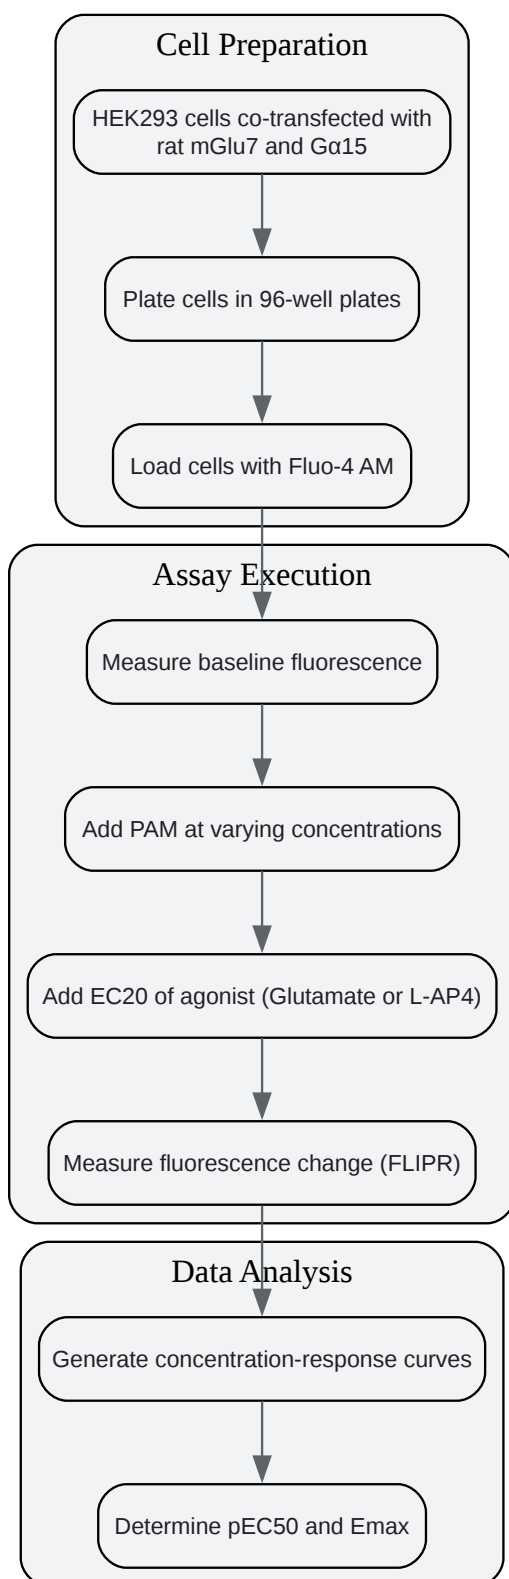 Cell Preparation
HEK293 cells co-transfected with
rat mGlu7 and Gα15
Plate cells in 96-well plates
Load cells with Fluo-4 AM
Assay Execution
Measure baseline fluorescence
Add PAM at varying concentrations
Add EC20 of agonist (Glutamate or L-AP4)
Measure fluorescence change (FLIPR)
Data Analysis
Generate concentration-response curves
Determine pEC50 and Emax